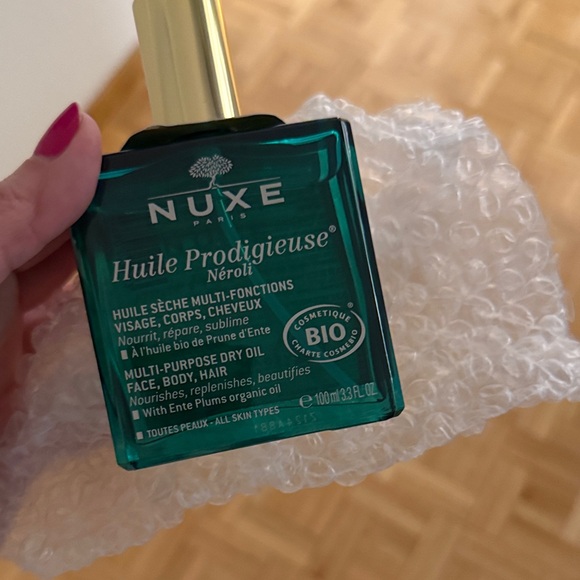 NUXE
PARIS
Huile Prodigieuse®
Néroli
HUILE SÈCHE MULTI-FONCTIONS
VISAGE, CORPS, CHEVEUX
Nourrit, répare, sublime
■ À l'huile bio de Prune d'Ente
MULTI-PURPOSE DRY OIL
FACE, BODY, HAIR
Nourishes, replenishes, beautifies
■ With Ente Plums organic oil
■ TOUTES PEAUX - ALL SKIN TYPES
COSMETIQUE
BIO
CHARTE COSMEBIO
℮ 100ml 3.3 FL.OZ.